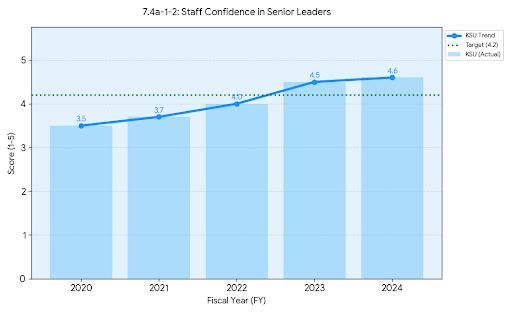 7.4a-1-2: Staff Confidence in Senior Leaders
KSU Trend
Target (4.2)
KSU (Actual)
Score (1-5)
5
4
3
2
1
0
3.5
3.7
4.0
4.5
4.6
2020
2021
2022
2023
2024
Fiscal Year (FY)